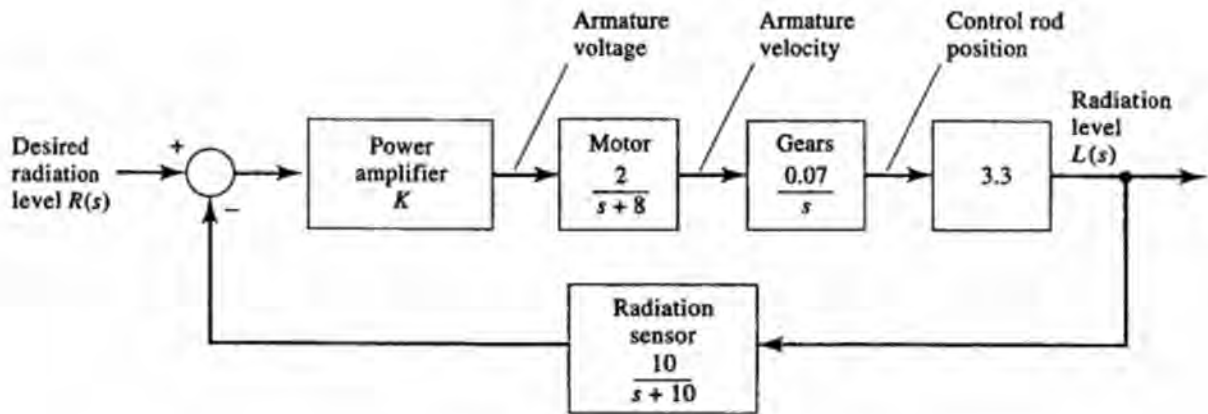 Armature
voltage
Armature
velocity
Control rod
position
Radiation
level
L(s)
Desired
radiation
level R(s)
+
−
Power
amplifier
K
Motor
2
s + 8
Gears
0.07
s
3.3
Radiation
sensor
10
s + 10